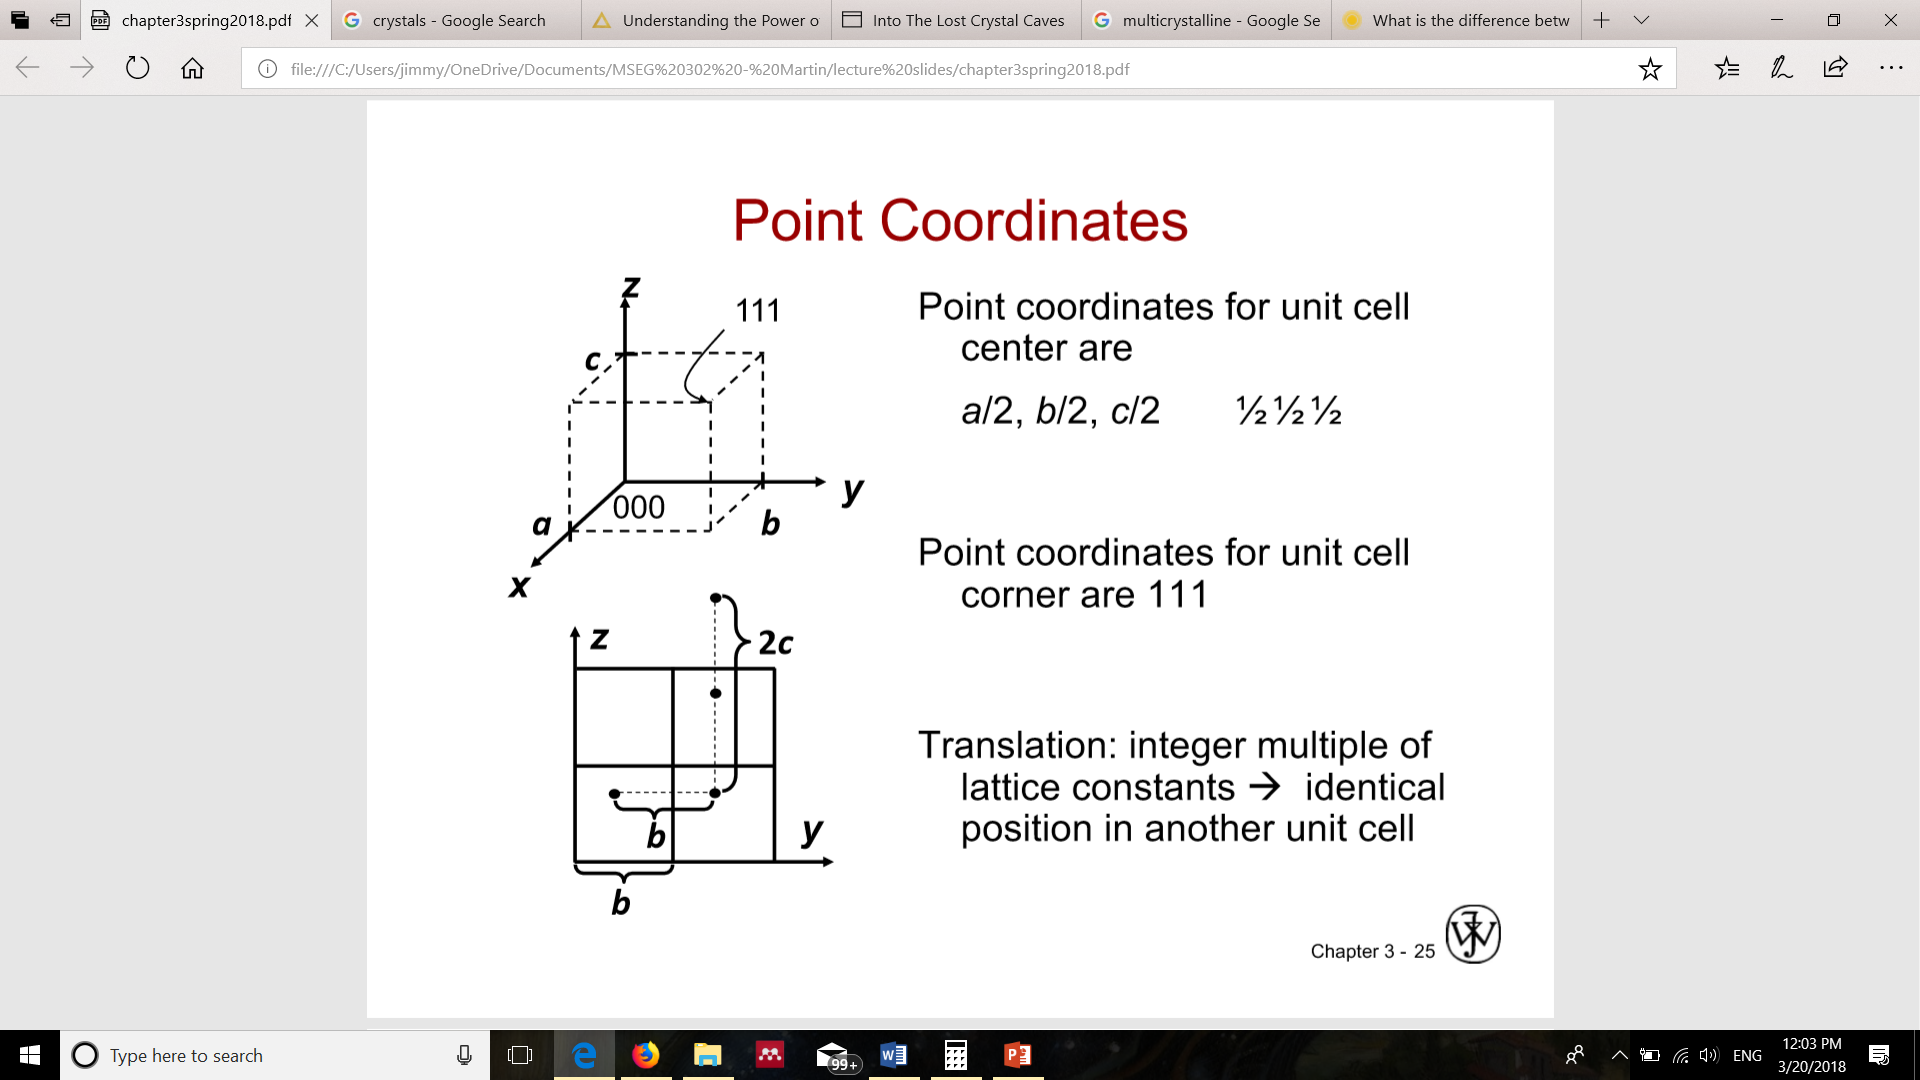 chapter3spring2018.pdf
crystals - Google Search
Understanding the Power o
Into The Lost Crystal Caves
multicrystalline - Google Se
What is the difference betw
file:///C:/Users/jimmy/OneDrive/Documents/MSEG%20302%20-%20Martin/lecture%20slides/chapter3spring2018.pdf
Point Coordinates
z
111
c
000
y
a
b
x
Point coordinates for unit cell
center are
a/2, b/2, c/2 ½ ½ ½
Point coordinates for unit cell
corner are 111
z
2c
b
y
b
Translation: integer multiple of
lattice constants → identical
position in another unit cell
Chapter 3 - 25
Type here to search
99+
ENG
12:03 PM
3/20/2018